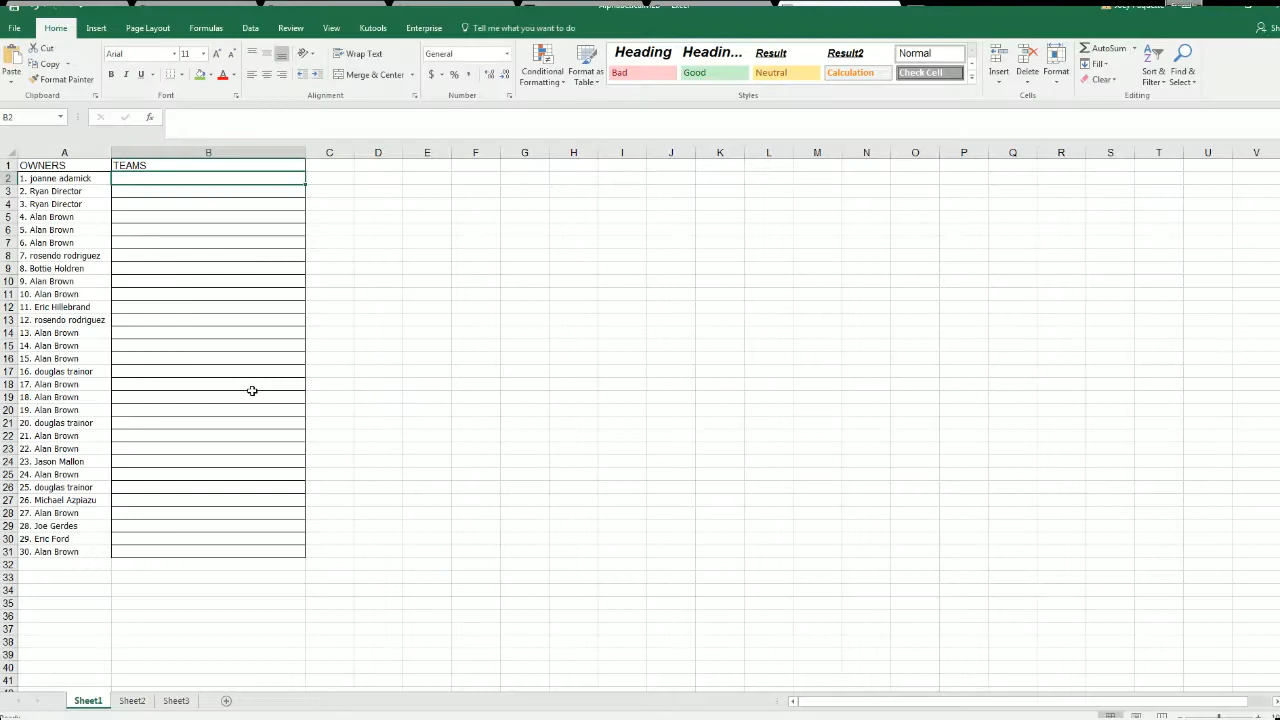 File Home Insert Page Layout Formulas Data Review View Kutools Enterprise Tell me what you want to do...
Paste Cut Copy Format Painter Clipboard
Arial 11 A A B I U A Font
Wrap Text Merge & Center Alignment
General $ % Number
Conditional Formatting Format as Table
Heading Headin... Result Result2 Normal
Bad Good Neutral Calculation Check Cell
Styles
Insert Delete Format Cells
AutoSum Fill Clear Sort & Filter Find & Select Editing
B2 fx
A B C D E F G H I J K L M N O P Q R S T U V
1 OWNERS TEAMS
2 1. joanne adamick
3 2. Ryan Director
4 3. Ryan Director
5 4. Alan Brown
6 5. Alan Brown
7 6. Alan Brown
8 7. rosendo rodriguez
9 8. Bottie Holdren
10 9. Alan Brown
11 10. Alan Brown
12 11. Eric Hillebrand
13 12. rosendo rodriguez
14 13. Alan Brown
15 14. Alan Brown
16 15. Alan Brown
17 16. douglas trainor
18 17. Alan Brown
19 18. Alan Brown
20 19. Alan Brown
21 20. douglas trainor
22 21. Alan Brown
23 22. Alan Brown
24 23. Jason Mallon
25 24. Alan Brown
26 25. douglas trainor
27 26. Michael Azpiazu
28 27. Alan Brown
29 28. Joe Gerdes
30 29. Eric Ford
31 30. Alan Brown
32
33
34
35
36
37
38
39
40
41
Sheet1 Sheet2 Sheet3